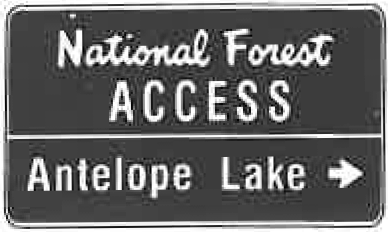 National Forest
ACCESS
Antelope Lake →